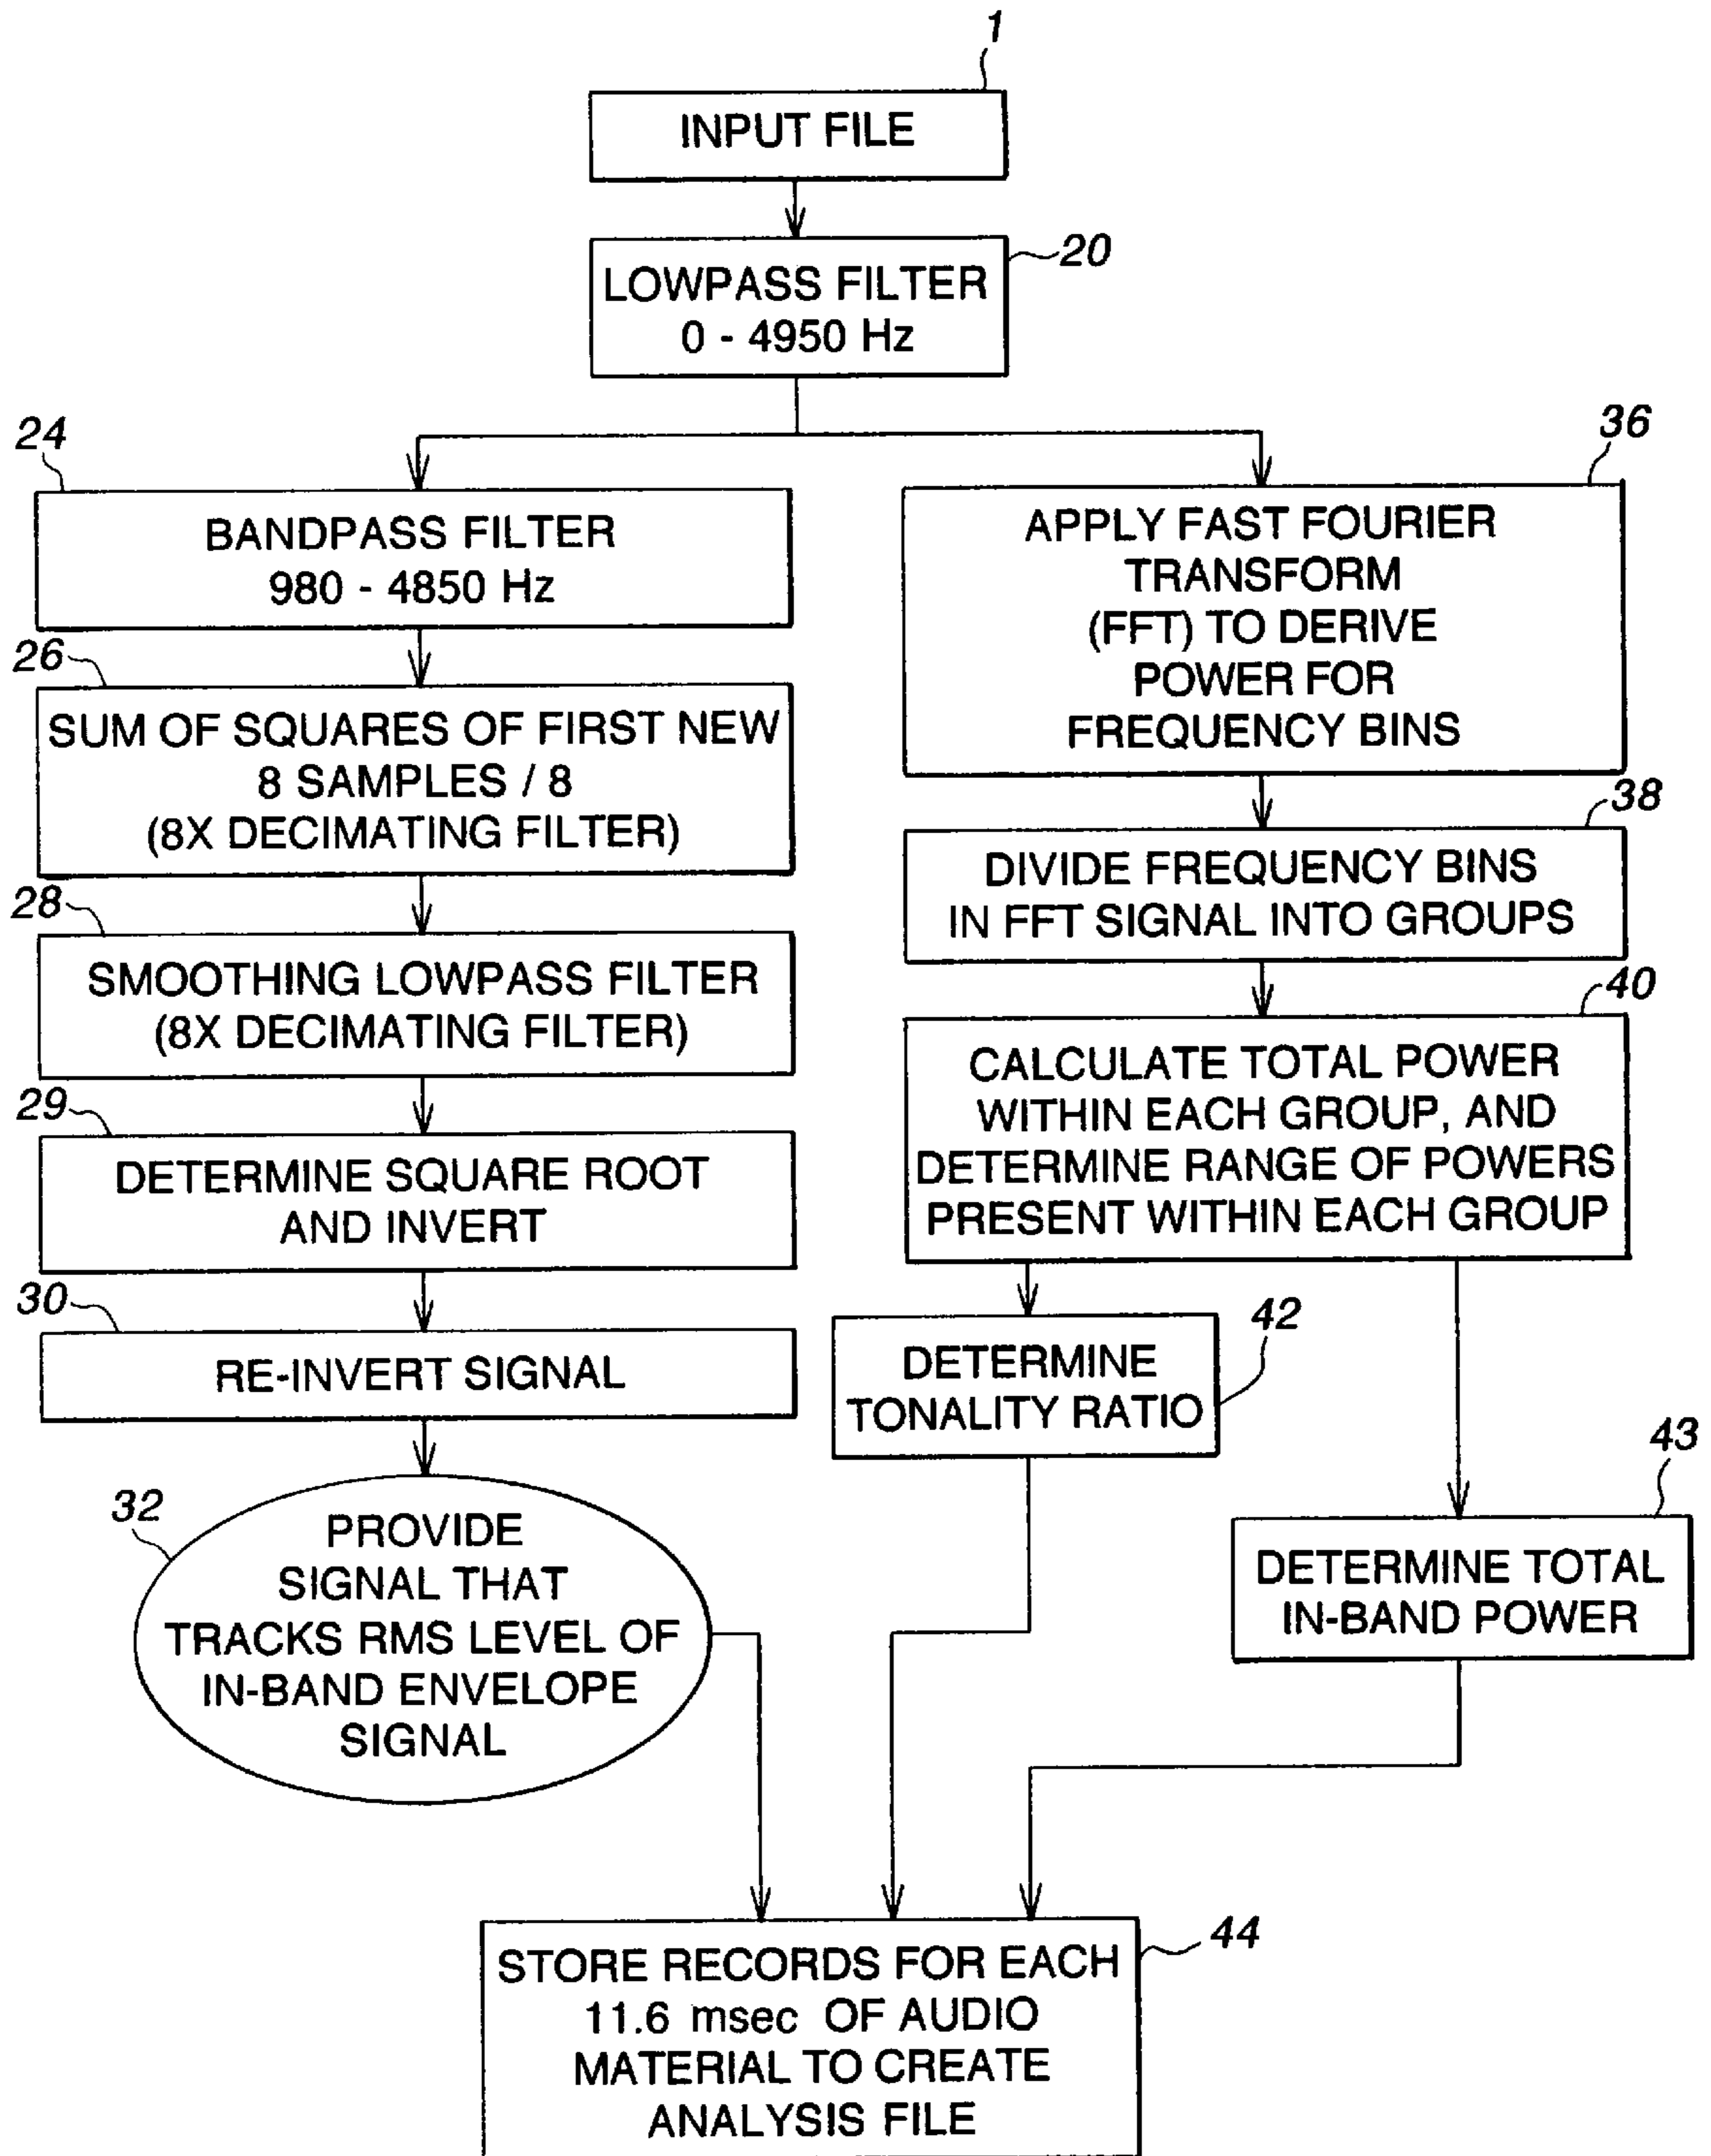 1
INPUT FILE
20
LOWPASS FILTER
0 - 4950 Hz
24
BANDPASS FILTER
980 - 4850 Hz
26
SUM OF SQUARES OF FIRST NEW
8 SAMPLES / 8
(8X DECIMATING FILTER)
28
SMOOTHING LOWPASS FILTER
(8X DECIMATING FILTER)
29
DETERMINE SQUARE ROOT
AND INVERT
30
RE-INVERT SIGNAL
32
PROVIDE
SIGNAL THAT
TRACKS RMS LEVEL OF
IN-BAND ENVELOPE
SIGNAL
36
APPLY FAST FOURIER
TRANSFORM
(FFT) TO DERIVE
POWER FOR
FREQUENCY BINS
38
DIVIDE FREQUENCY BINS
IN FFT SIGNAL INTO GROUPS
40
CALCULATE TOTAL POWER
WITHIN EACH GROUP, AND
DETERMINE RANGE OF POWERS
PRESENT WITHIN EACH GROUP
42
DETERMINE
TONALITY RATIO
43
DETERMINE TOTAL
IN-BAND POWER
44
STORE RECORDS FOR EACH
11.6 msec OF AUDIO
MATERIAL TO CREATE
ANALYSIS FILE